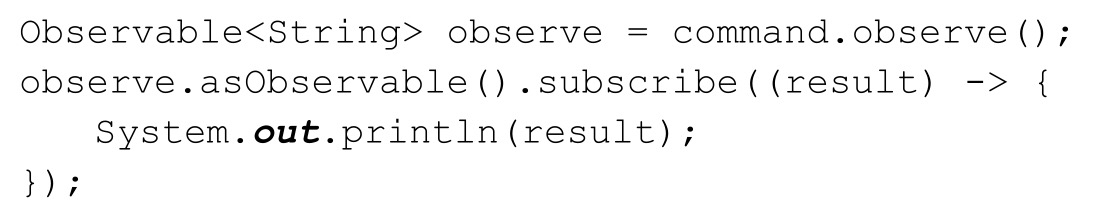 Observable<String> observe = command.observe();
observe.asObservable().subscribe((result) -> {
    System.out.println(result);
});